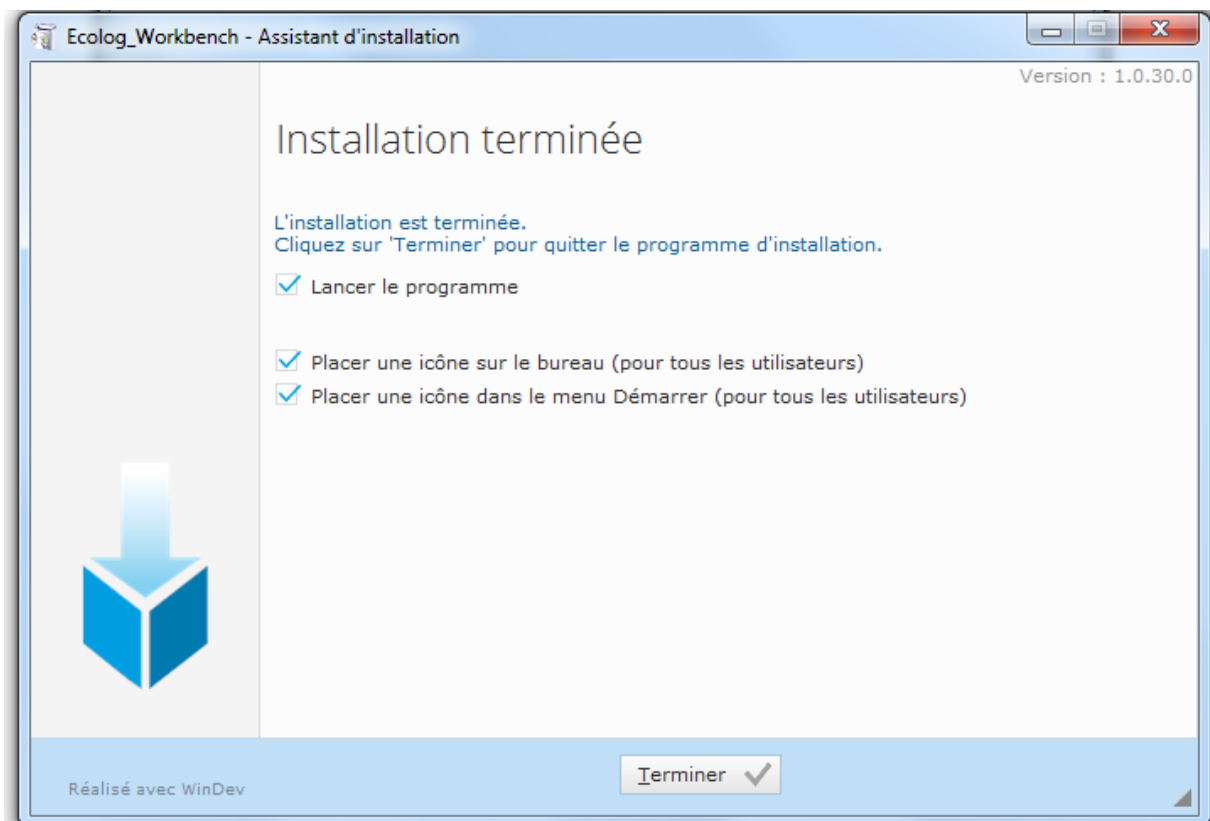 Ecolog_Workbench - Assistant d'installation
Version : 1.0.30.0
Installation terminée
L'installation est terminée.
Cliquez sur 'Terminer' pour quitter le programme d'installation.
Lancer le programme
Placer une icône sur le bureau (pour tous les utilisateurs)
Placer une icône dans le menu Démarrer (pour tous les utilisateurs)
Terminer
Réalisé avec WinDev